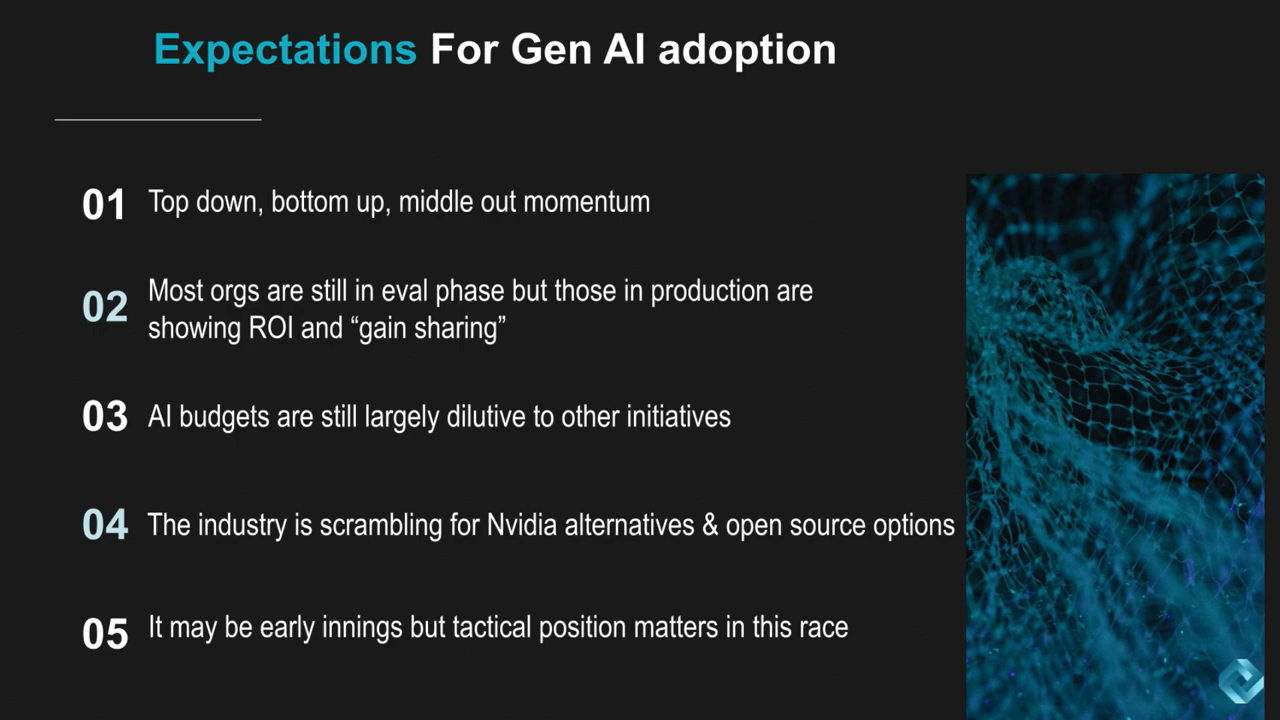 Expectations For Gen AI adoption
01 Top down, bottom up, middle out momentum
02 Most orgs are still in eval phase but those in production are
showing ROI and “gain sharing”
03 AI budgets are still largely dilutive to other initiatives
04 The industry is scrambling for Nvidia alternatives & open source options
05 It may be early innings but tactical position matters in this race